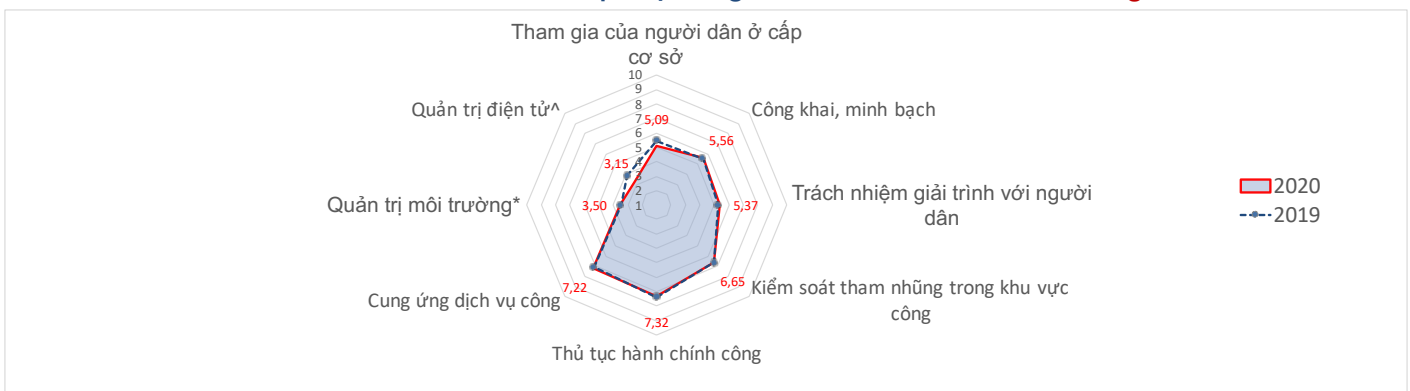 Tham gia của người dân ở cấp
cơ sở
10
9
8
7
6
5
4
3
2
1
5,09
Công khai, minh bạch
5,56
Trách nhiệm giải trình với người
dân
5,37
Kiểm soát tham nhũng trong khu vực
công
6,65
Thủ tục hành chính công
7,32
Cung ứng dịch vụ công
7,22
Quản trị môi trường*
3,50
Quản trị điện tử^
3,15
2020
2019